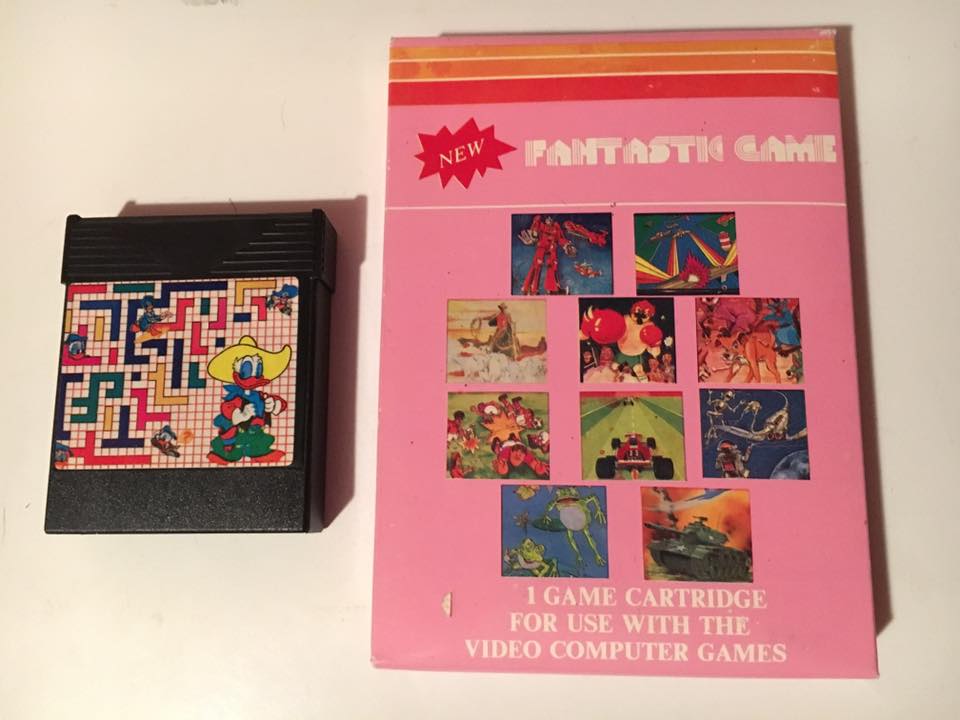 NEW
FANTASTIC GAME
1 GAME CARTRIDGE
FOR USE WITH THE
VIDEO COMPUTER GAMES